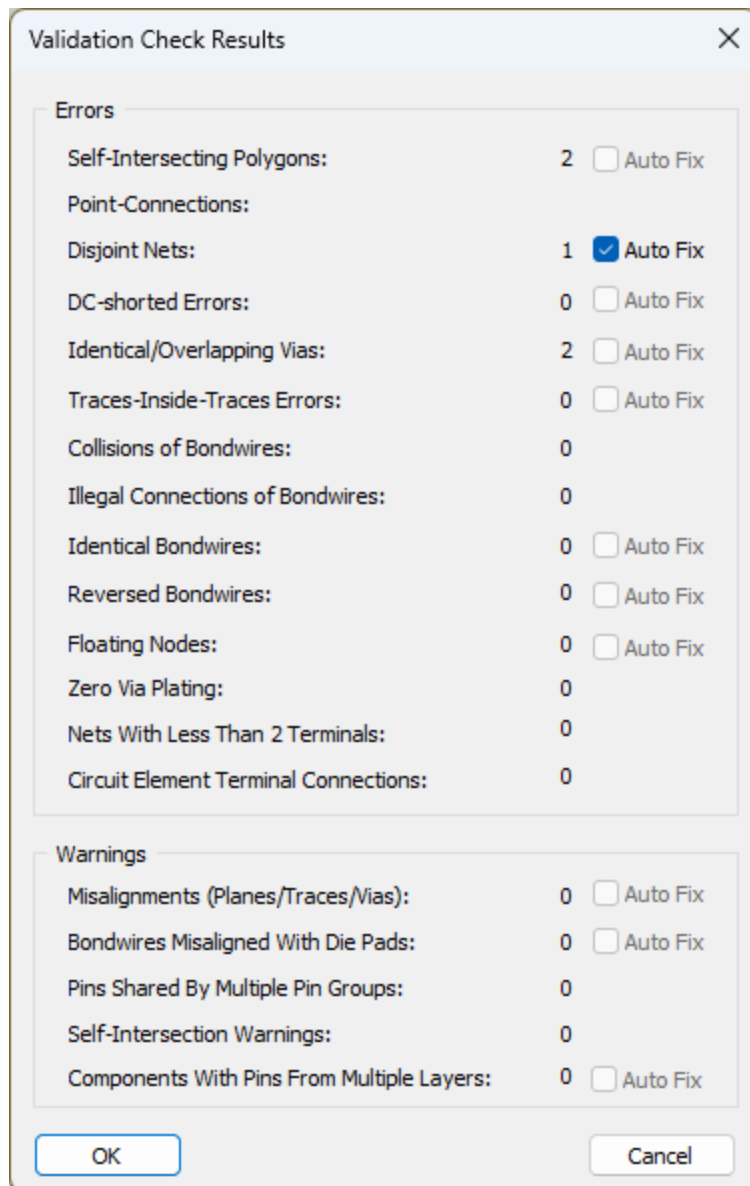 Validation Check Results
Errors
Self-Intersecting Polygons: 2 Auto Fix
Point-Connections:
Disjoint Nets: 1 Auto Fix
DC-shorted Errors: 0 Auto Fix
Identical/Overlapping Vias: 2 Auto Fix
Traces-Inside-Traces Errors: 0 Auto Fix
Collisions of Bondwires: 0
Illegal Connections of Bondwires: 0
Identical Bondwires: 0 Auto Fix
Reversed Bondwires: 0 Auto Fix
Floating Nodes: 0 Auto Fix
Zero Via Plating: 0
Nets With Less Than 2 Terminals: 0
Circuit Element Terminal Connections: 0
Warnings
Misalignments (Planes/Traces/Vias): 0 Auto Fix
Bondwires Misaligned With Die Pads: 0 Auto Fix
Pins Shared By Multiple Pin Groups: 0
Self-Intersection Warnings: 0
Components With Pins From Multiple Layers: 0 Auto Fix
OK Cancel